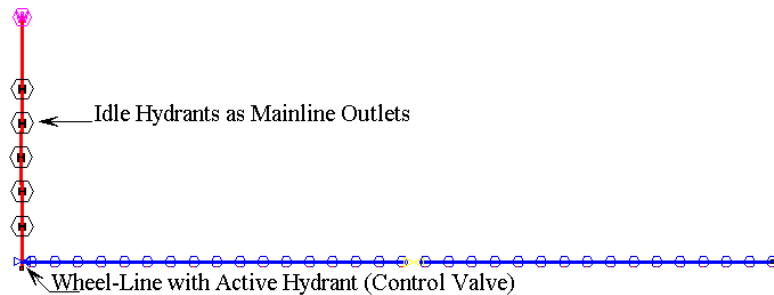 W
H
H
Idle Hydrants as Mainline Outlets
H
H
H
Wheel-Line with Active Hydrant (Control Valve)